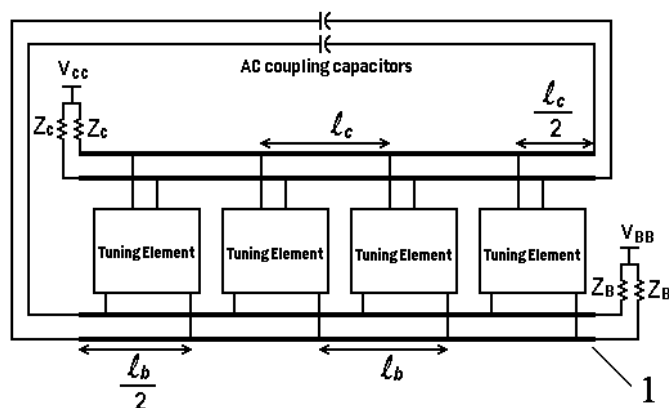 AC coupling capacitors
VCC
ZC ZC
ℓc
ℓc
2
Tuning Element Tuning Element Tuning Element Tuning Element
VBB
ZB ZB
ℓb
2
ℓb
1